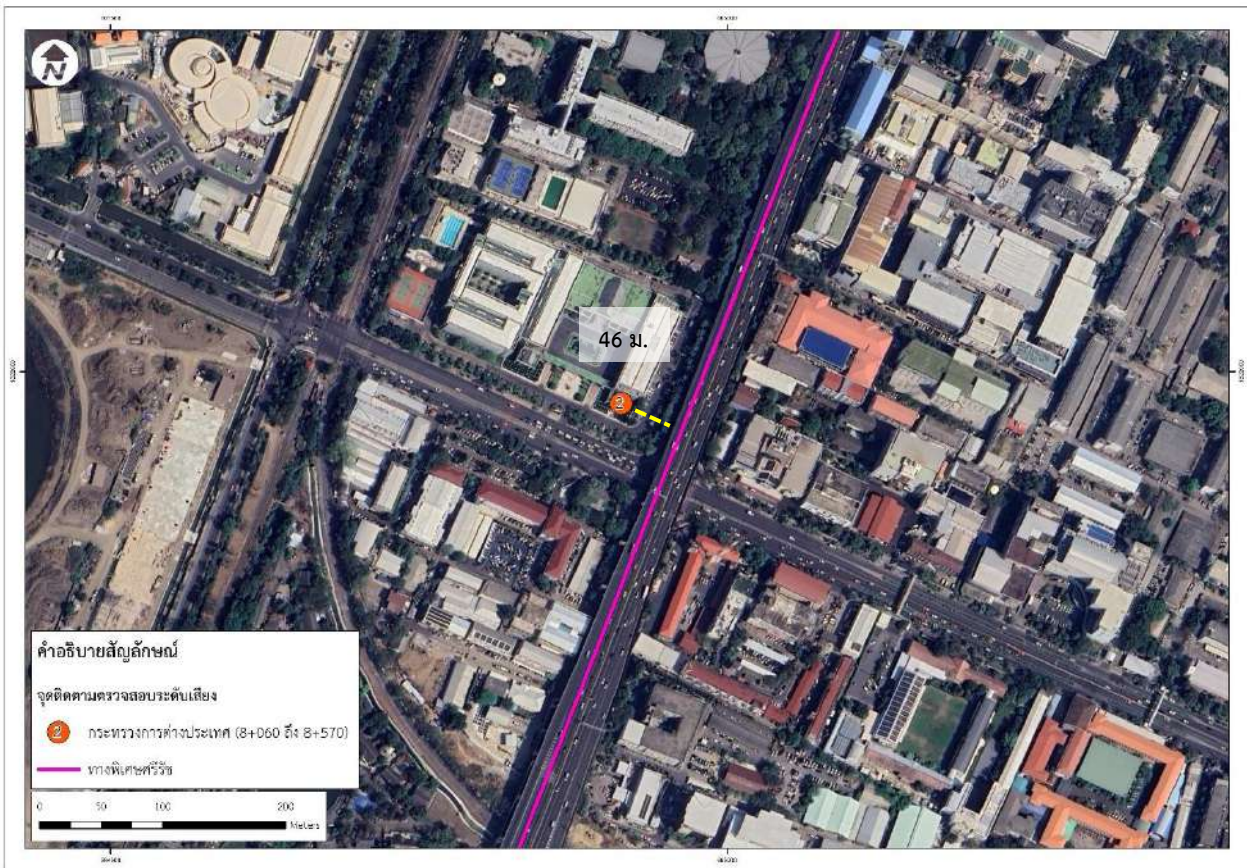 N
46 ม.
2
คำอธิบายสัญลักษณ์
จุดติดตามตรวจสอบระดับเสียง
2 กระทรวงการต่างประเทศ (8+060 ถึง 8+570)
ทางพิเศษศรีรัช
0 50 100 200
Meters